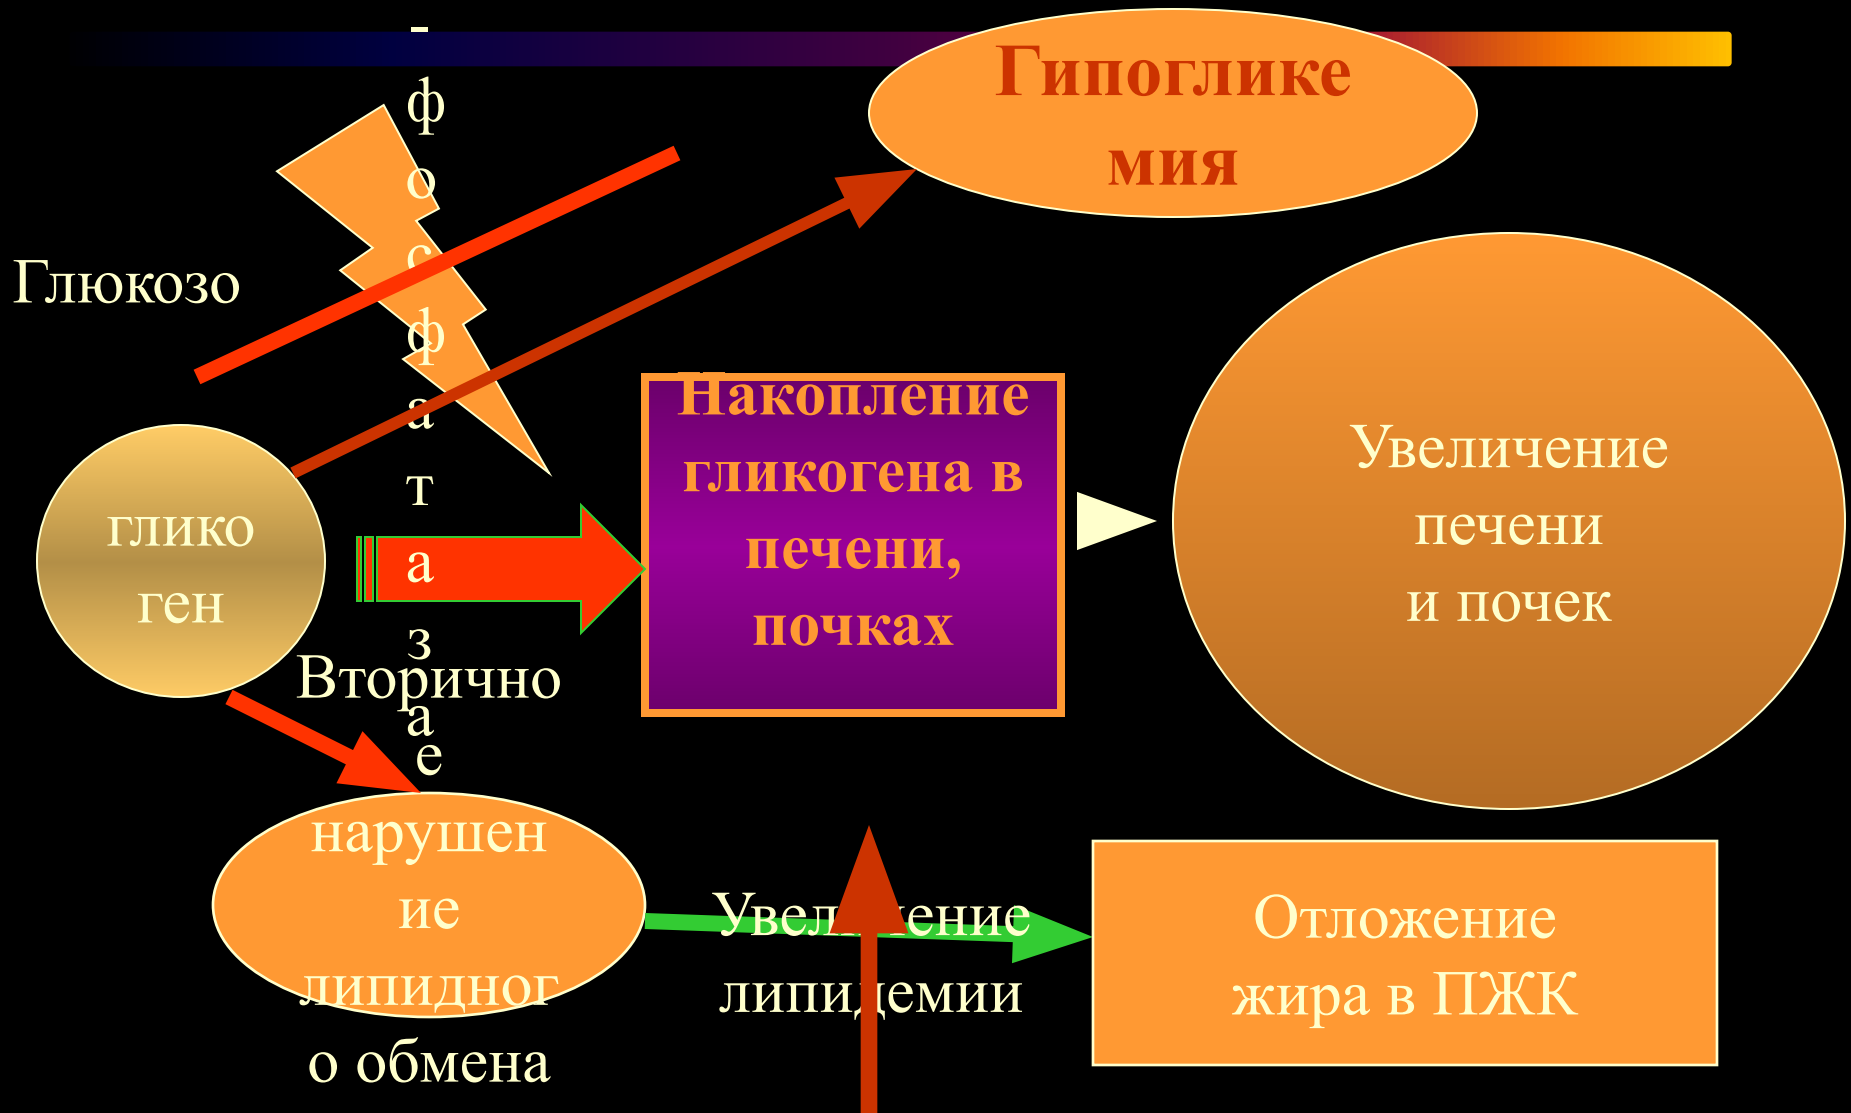 Гипоглике
мия
Глюкозо
-
ф
о
с
ф
а
т
а
з
а
глико
ген
Накопление
гликогена в
печени,
почках
Увеличение
печени
и почек
Вторично
е
нарушен
ие
липидног
о обмена
Увеличение
липидемии
Отложение
жира в ПЖК